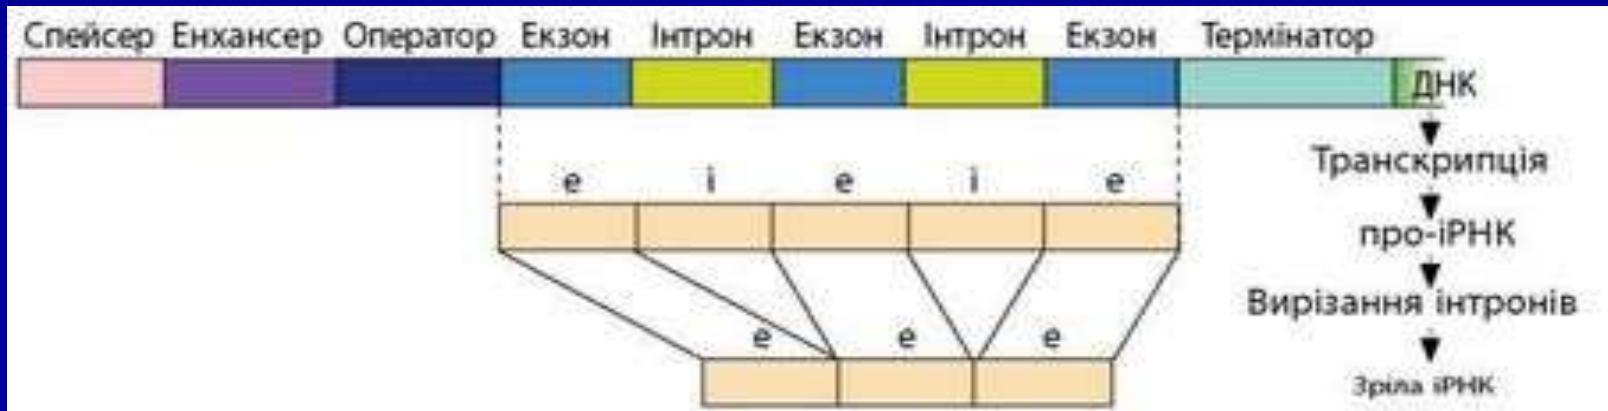 Спейсер Енхансер Оператор Екзон Інтрон Екзон Інтрон Екзон Термінатор
ДНК
Транскрипція
е і е і е
про-іРНК
Вирізання інтронів
е е е
Зріла іРНК